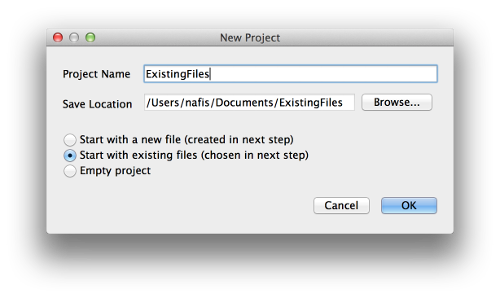 New Project
Project Name ExistingFiles
Save Location /Users/nafis/Documents/ExistingFiles Browse...
Start with a new file (created in next step)
Start with existing files (chosen in next step)
Empty project
Cancel OK